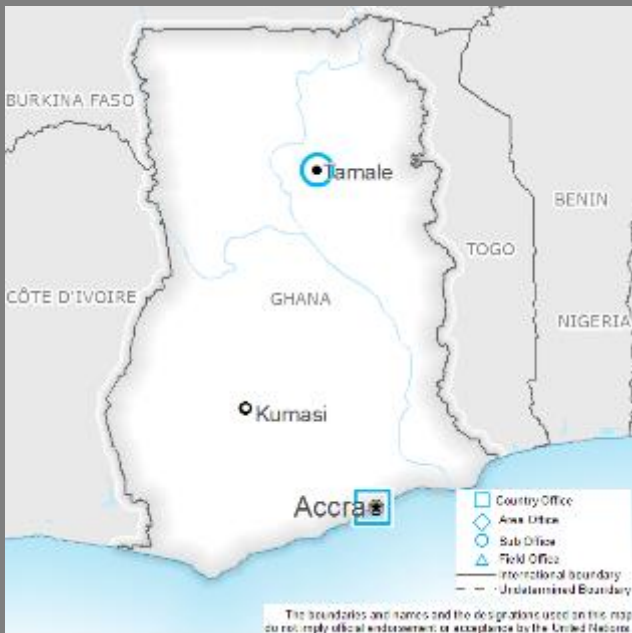 BURKINA FASO
Tamale
BENIN
TOGO
CÔTE D'IVOIRE
GHANA
NIGERIA
Kumasi
Accra
Country Office
Area Office
Sub Office
Field Office
International boundary
Undetermined Boundary
The boundaries and names and the designations used on this map
do not imply official endorsement or acceptance by the United Nations